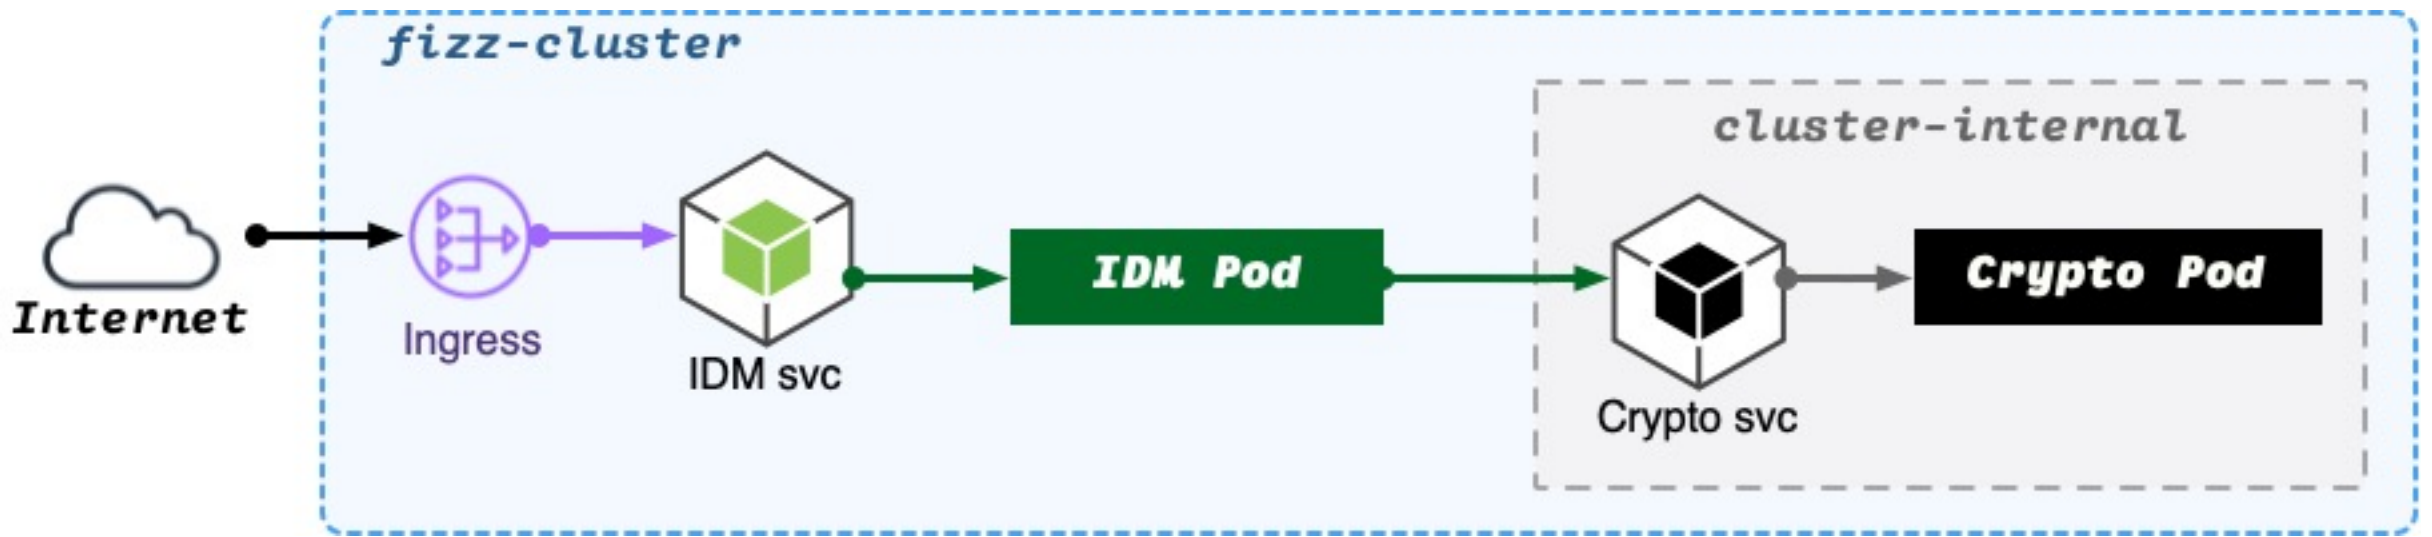 fizz-cluster
cluster-internal
Internet
Ingress
IDM svc
IDM Pod
Crypto svc
Crypto Pod